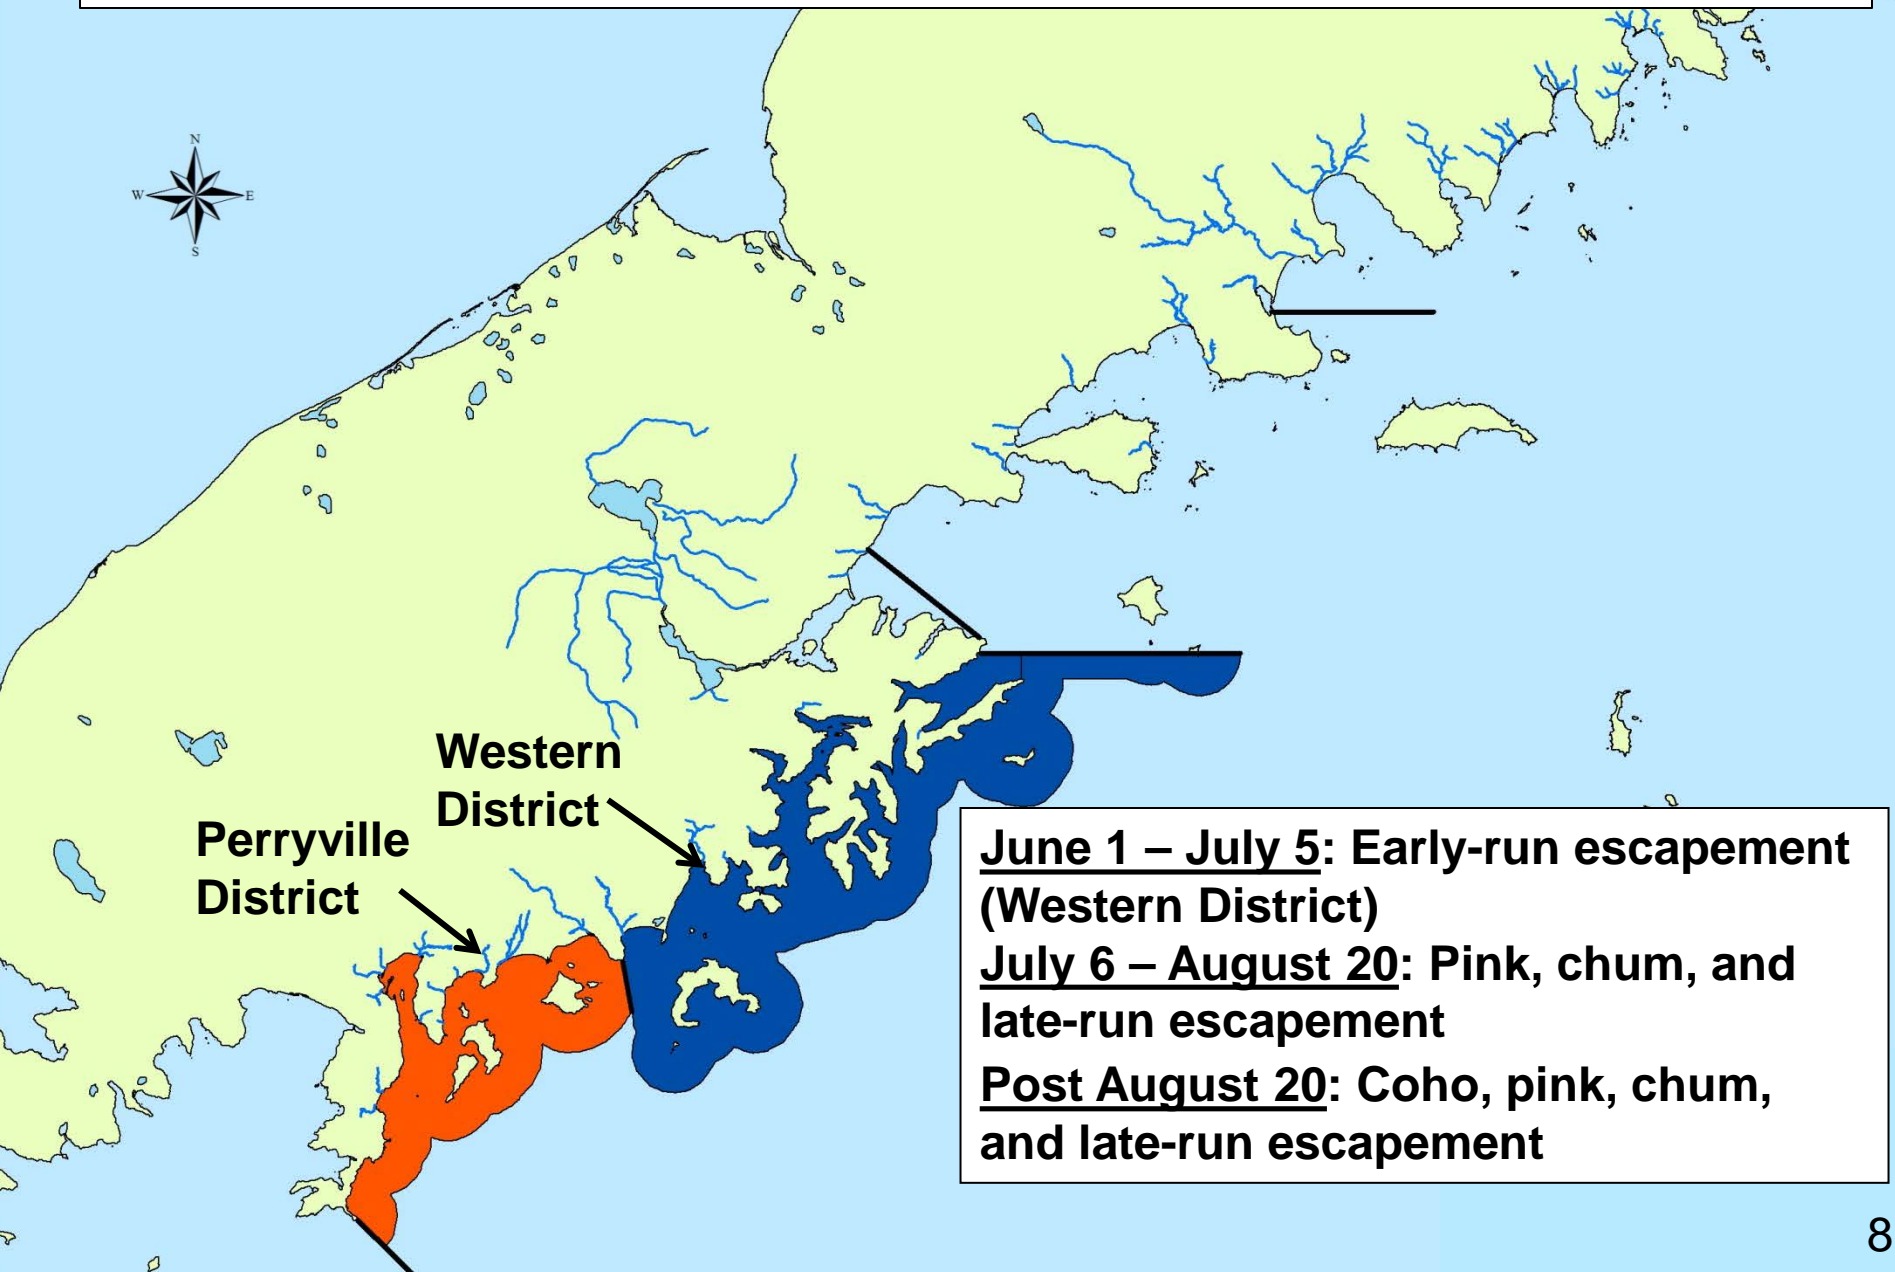 N
W
E
S
Western
District
Perryville
District
June 1 – July 5: Early-run escapement
(Western District)
July 6 – August 20: Pink, chum, and
late-run escapement
Post August 20: Coho, pink, chum,
and late-run escapement
8